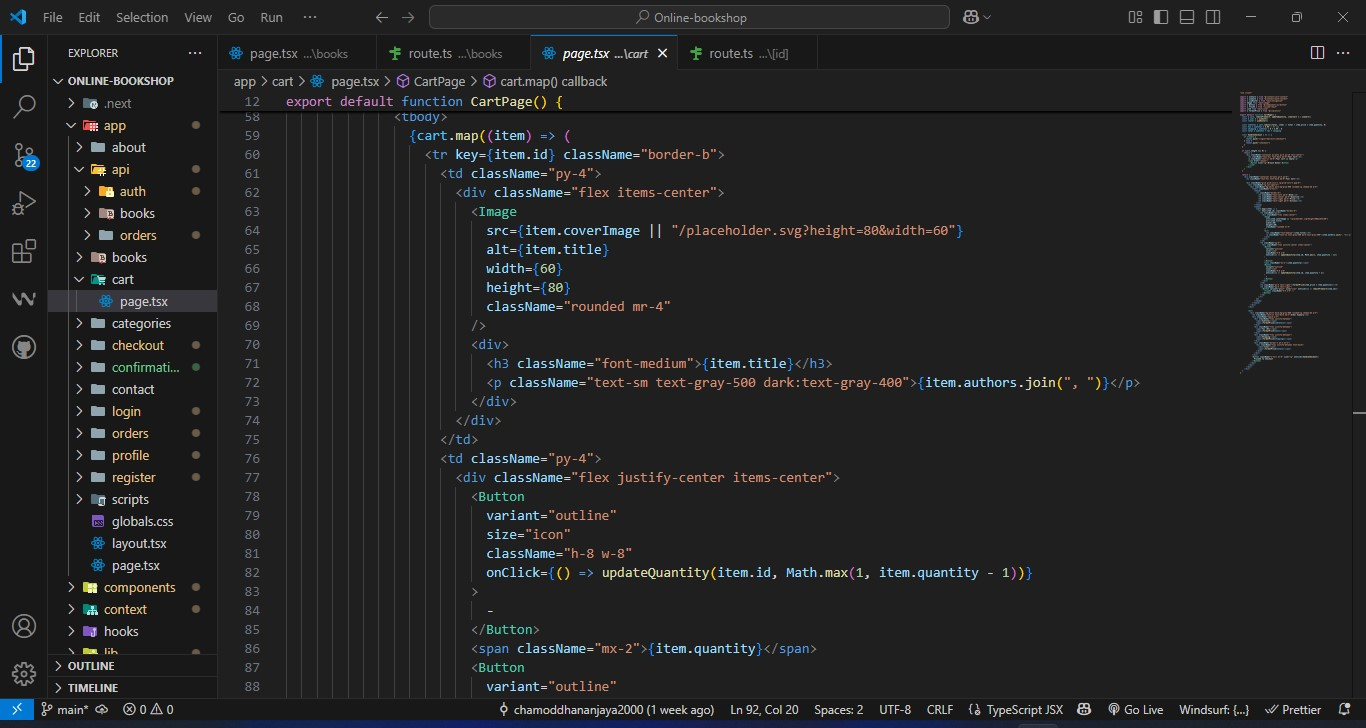 File Edit Selection View Go Run ··· Online-bookshop
EXPLORER ···
ONLINE-BOOKSHOP
.next
app
about
api
auth
books
orders
books
cart
page.tsx
categories
checkout
confirmati...
contact
login
orders
profile
register
scripts
globals.css
layout.tsx
page.tsx
components
context
hooks
lib
OUTLINE
TIMELINE
22
page.tsx ...\books route.ts ...\books page.tsx ...\cart route.ts ...\[id]
app > cart > page.tsx > CartPage > cart.map() callback
12 export default function CartPage() {
58 <tbody>
59 {cart.map((item) => (
60 <tr key={item.id} className="border-b">
61 <td className="py-4">
62 <div className="flex items-center">
63 <Image
64 src={item.coverImage || "/placeholder.svg?height=80&width=60"}
65 alt={item.title}
66 width={60}
67 height={80}
68 className="rounded mr-4"
69 />
70 <div>
71 <h3 className="font-medium">{item.title}</h3>
72 <p className="text-sm text-gray-500 dark:text-gray-400">{item.authors.join(", ")}</p>
73 </div>
74 </div>
75 </td>
76 <td className="py-4">
77 <div className="flex justify-center items-center">
78 <Button
79 variant="outline"
80 size="icon"
81 className="h-8 w-8"
82 onClick={() => updateQuantity(item.id, Math.max(1, item.quantity - 1))}
83 >
84 -
85 </Button>
86 <span className="mx-2">{item.quantity}</span>
87 <Button
88 variant="outline"
main* 0 0 chamoddhananjaya2000 (1 week ago) Ln 92, Col 20 Spaces: 2 UTF-8 CRLF {} TypeScript JSX Go Live Windsurf: {...} Prettier